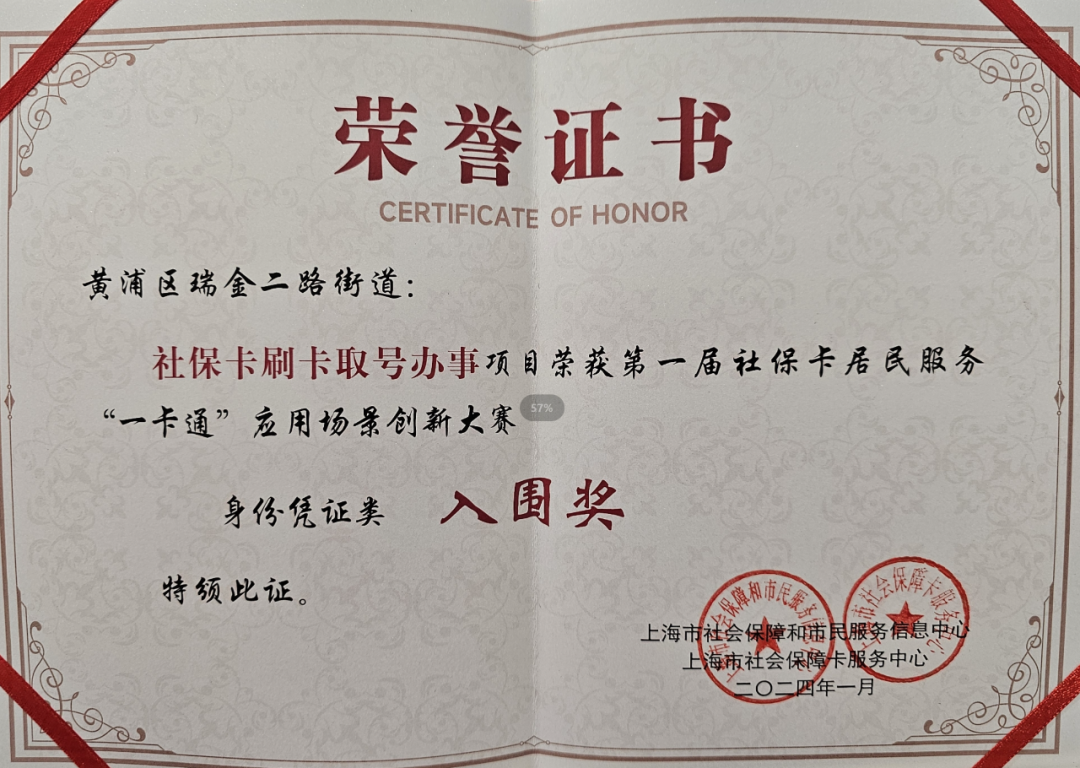 荣誉证书
CERTIFICATE OF HONOR
黄浦区瑞金二路街道：
社保卡刷卡取号办事项目荣获第一届社保卡居民服务
“一卡通”应用场景创新大赛
57%
身份凭证类 入围奖
特颁此证。
上海市社会保障和市民服务信息中心
上海市社会保障卡服务中心
二〇二四年一月